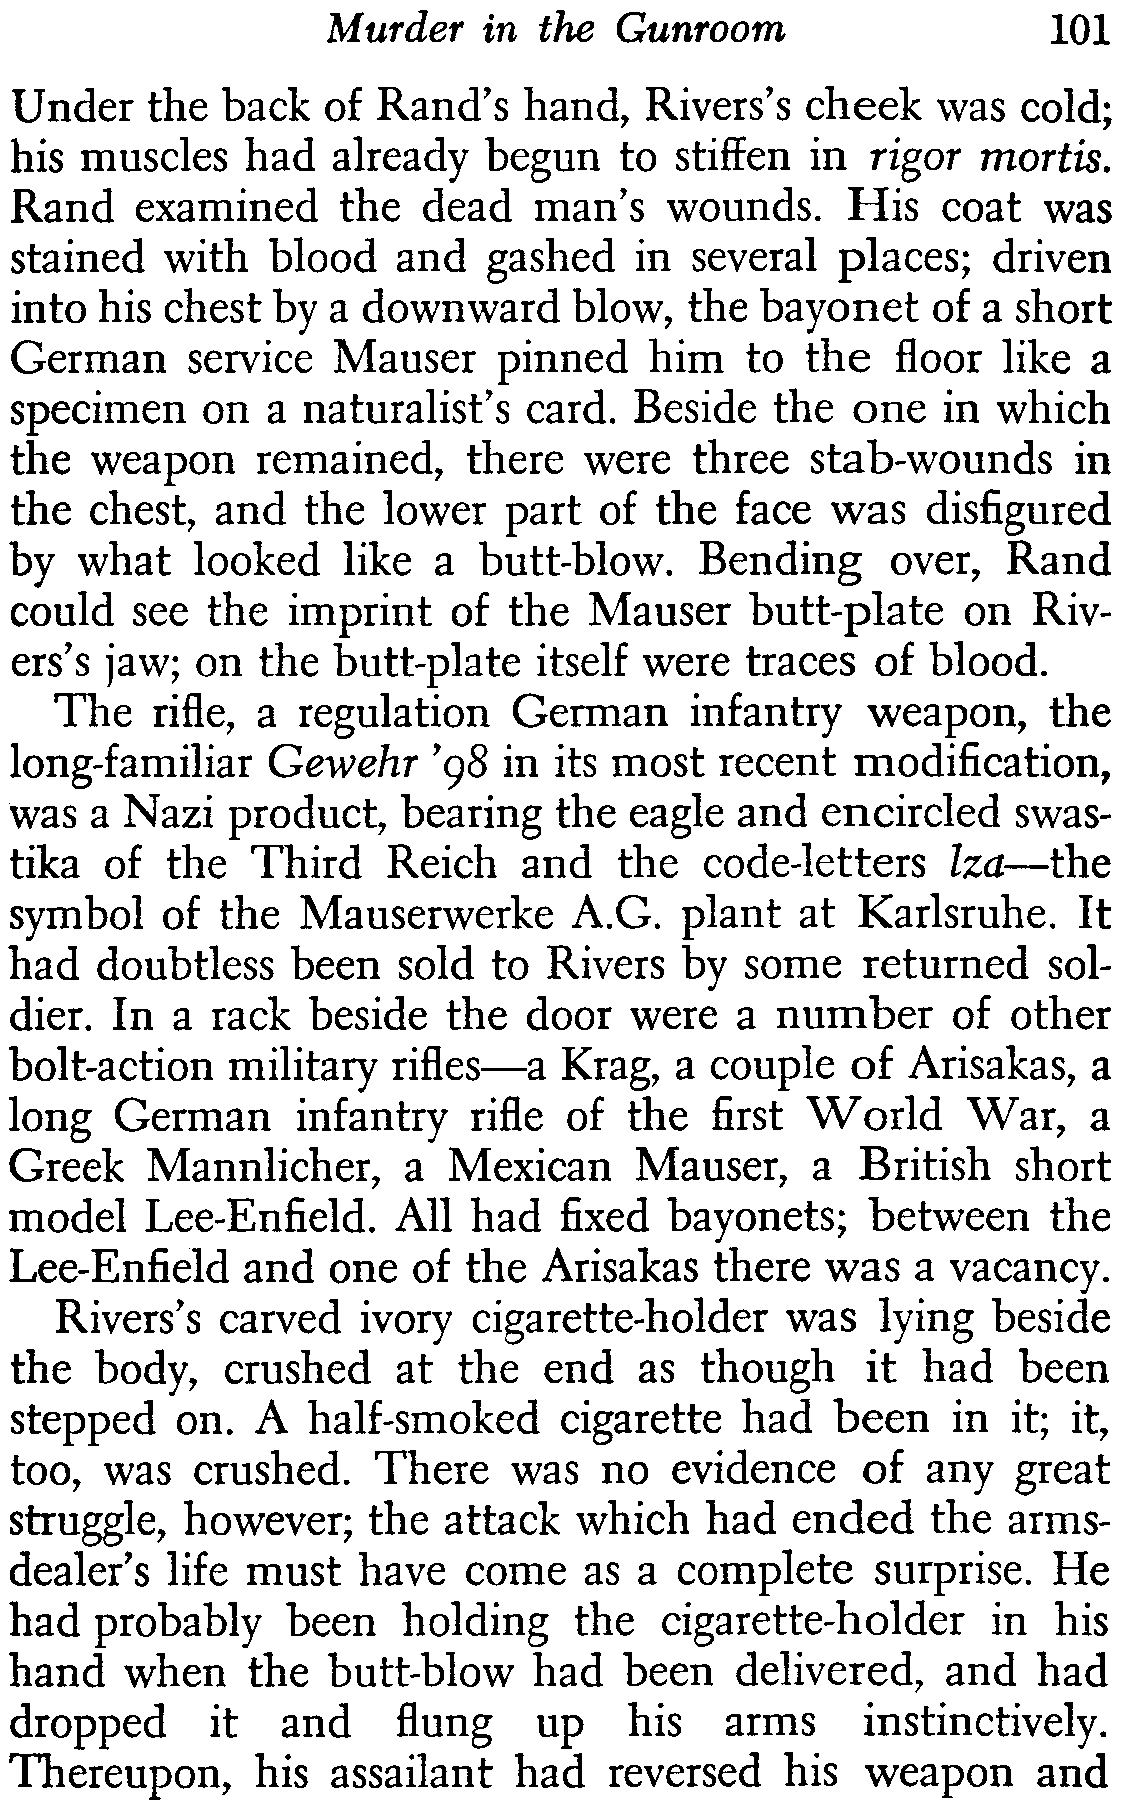 Murder in the Gunroom 101
Under the back of Rand's hand, Rivers's cheek was cold;
his muscles had already begun to stiffen in rigor mortis.
Rand examined the dead man's wounds. His coat was
stained with blood and gashed in several places; driven
into his chest by a downward blow, the bayonet of a short
German service Mauser pinned him to the floor like a
specimen on a naturalist's card. Beside the one in which
the weapon remained, there were three stab-wounds in
the chest, and the lower part of the face was disfigured
by what looked like a butt-blow. Bending over, Rand
could see the imprint of the Mauser butt-plate on Riv-
ers's jaw; on the butt-plate itself were traces of blood.
The rifle, a regulation German infantry weapon, the
long-familiar Gewehr '98 in its most recent modification,
was a Nazi product, bearing the eagle and encircled swas-
tika of the Third Reich and the code-letters lza—the
symbol of the Mauserwerke A.G. plant at Karlsruhe. It
had doubtless been sold to Rivers by some returned sol-
dier. In a rack beside the door were a number of other
bolt-action military rifles—a Krag, a couple of Arisakas, a
long German infantry rifle of the first World War, a
Greek Mannlicher, a Mexican Mauser, a British short
model Lee-Enfield. All had fixed bayonets; between the
Lee-Enfield and one of the Arisakas there was a vacancy.
Rivers's carved ivory cigarette-holder was lying beside
the body, crushed at the end as though it had been
stepped on. A half-smoked cigarette had been in it; it,
too, was crushed. There was no evidence of any great
struggle, however; the attack which had ended the arms-
dealer's life must have come as a complete surprise. He
had probably been holding the cigarette-holder in his
hand when the butt-blow had been delivered, and had
dropped it and flung up his arms instinctively.
Thereupon, his assailant had reversed his weapon and